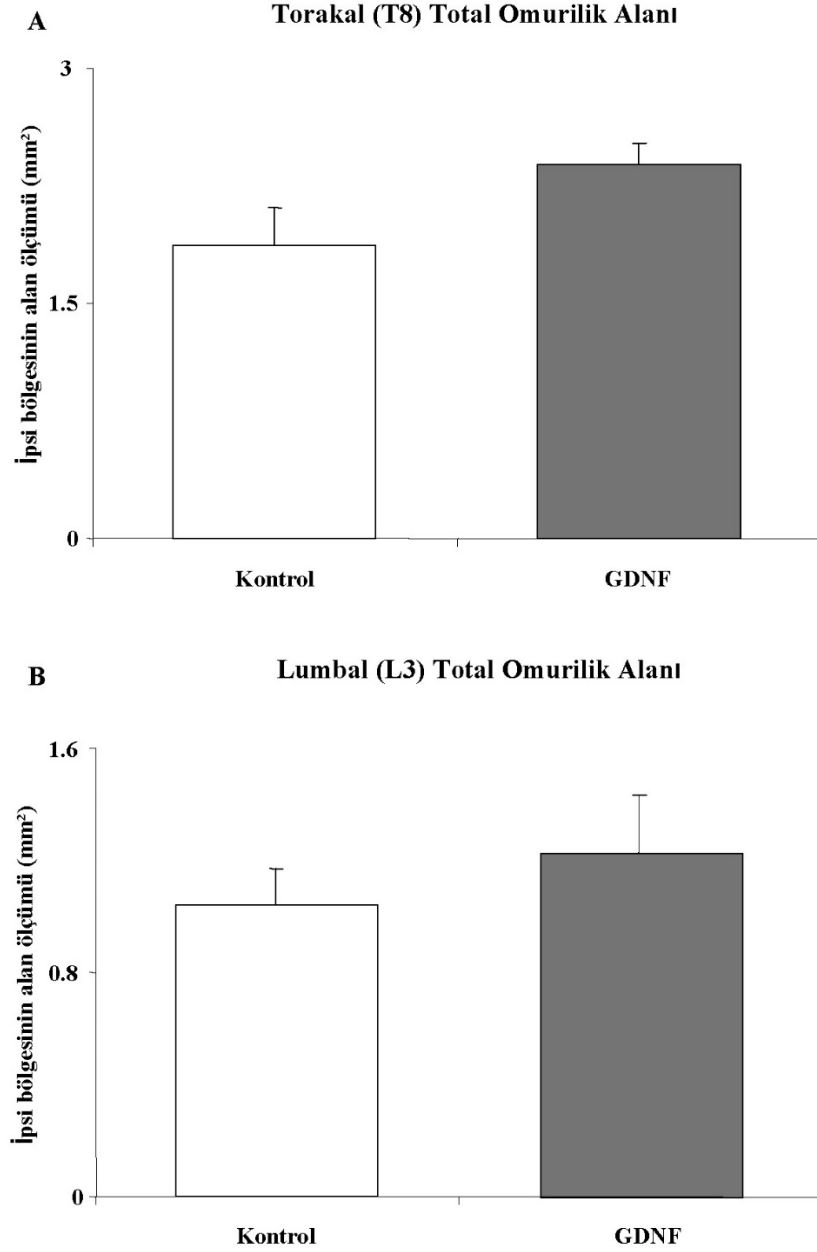 A
Torakal (T8) Total Omurilik Alanı
İpsi bölgesinin alan ölçümü (mm²)
3
1.5
0
Kontrol
GDNF
B
Lumbal (L3) Total Omurilik Alanı
İpsi bölgesinin alan ölçümü (mm²)
1.6
0.8
0
Kontrol
GDNF